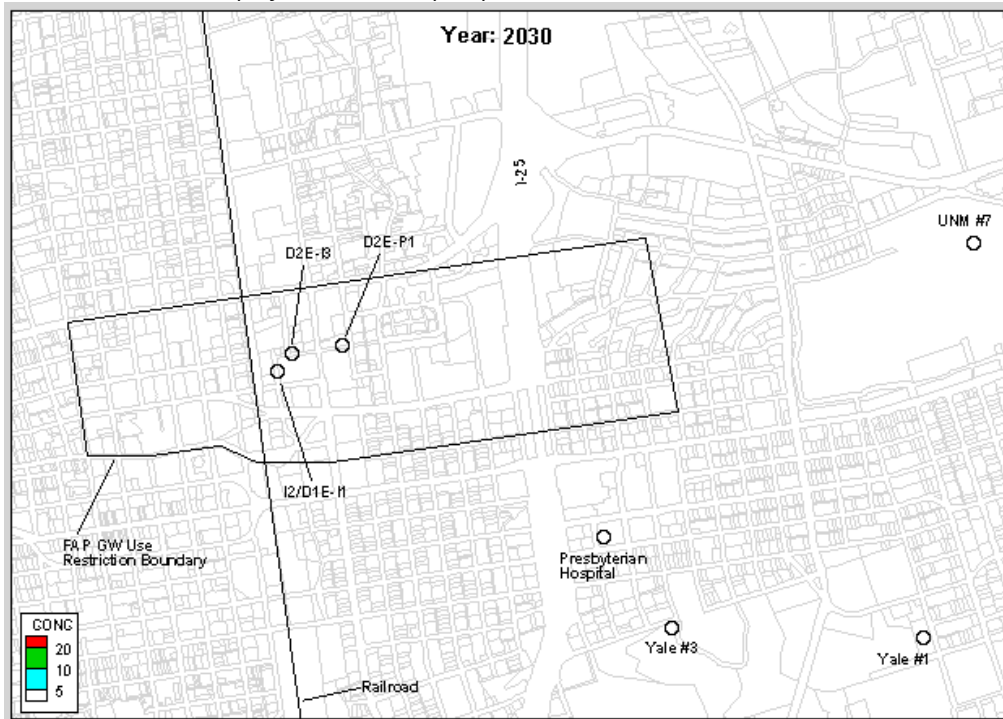 Year: 2030
I-25
UNM #7
D2E-I3
D2E-P1
I2/D1E-I1
FAP GW Use
Restriction Boundary
Presbyterian
Hospital
CONC
20
10
5
Yale #3
Yale #1
Railroad